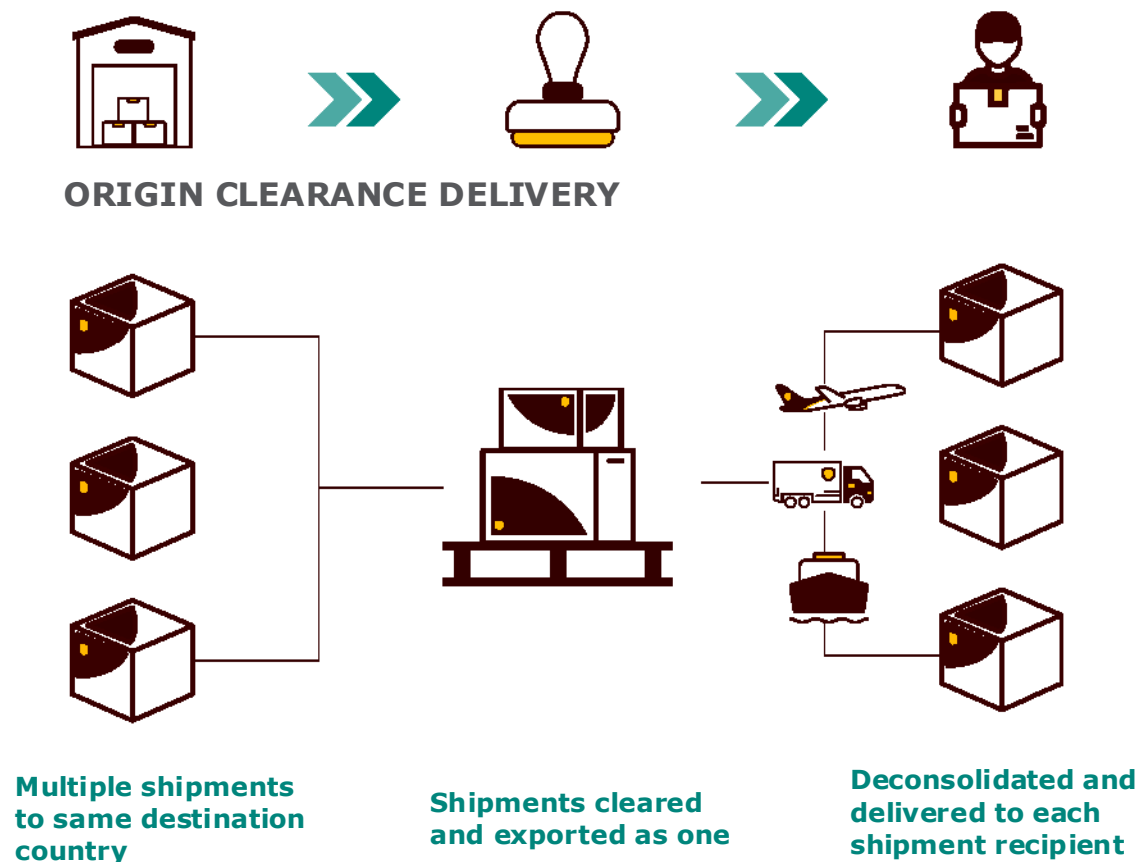 ORIGIN CLEARANCE DELIVERY
Multiple shipments
to same destination
country
Shipments cleared
and exported as one
Deconsolidated and
delivered to each
shipment recipient